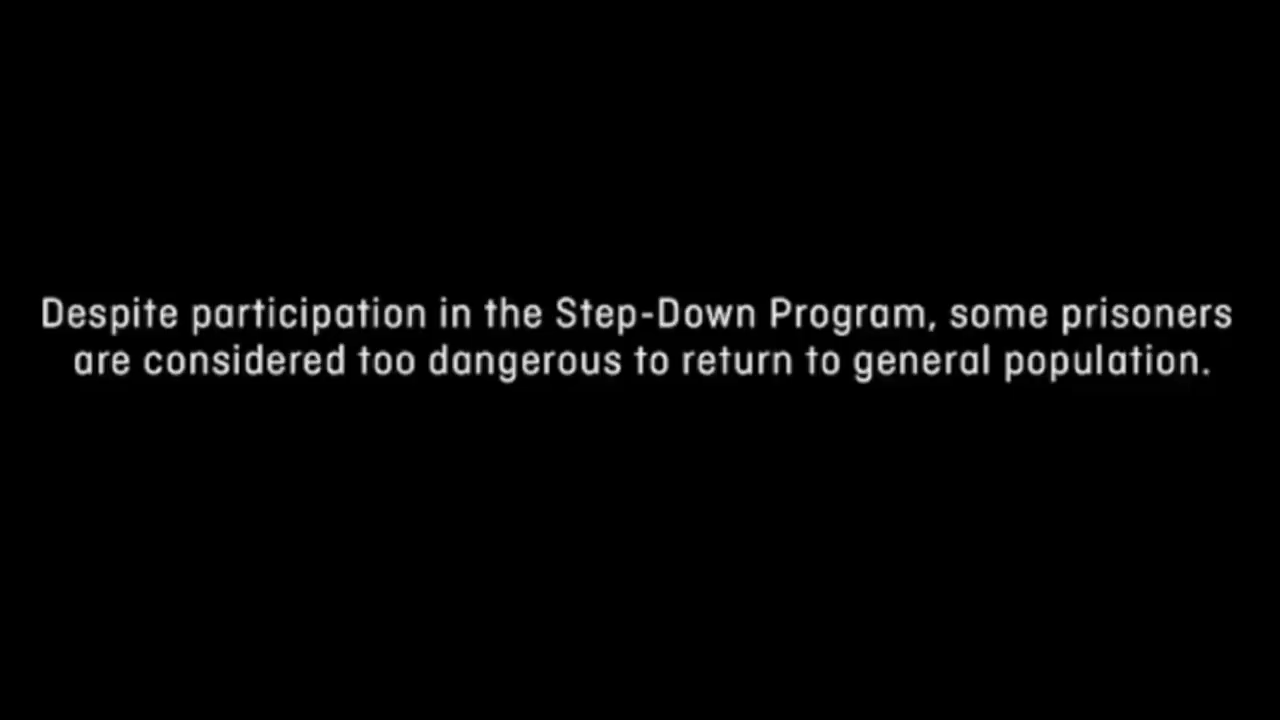 Despite participation in the Step-Down Program, some prisoners
are considered too dangerous to return to general population.